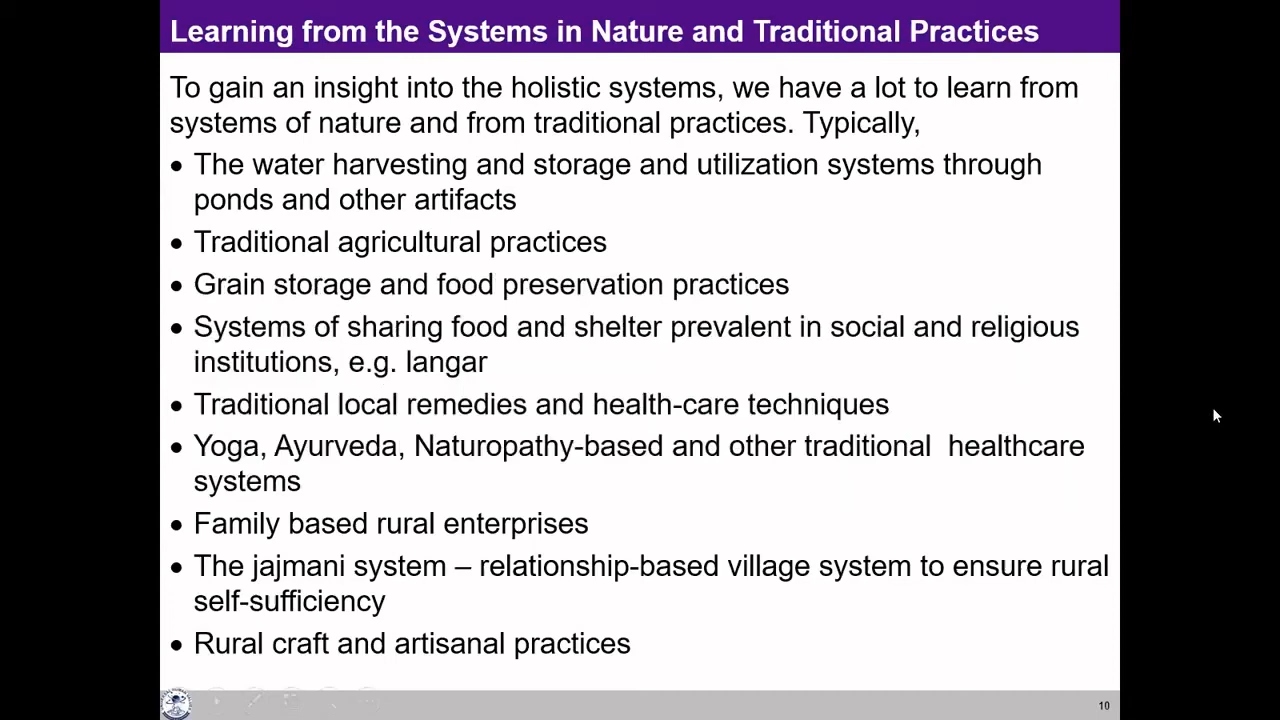 Learning from the Systems in Nature and Traditional Practices
To gain an insight into the holistic systems, we have a lot to learn from
systems of nature and from traditional practices. Typically,
• The water harvesting and storage and utilization systems through
ponds and other artifacts
• Traditional agricultural practices
• Grain storage and food preservation practices
• Systems of sharing food and shelter prevalent in social and religious
institutions, e.g. langar
• Traditional local remedies and health-care techniques
• Yoga, Ayurveda, Naturopathy-based and other traditional  healthcare
systems
• Family based rural enterprises
• The jajmani system – relationship-based village system to ensure rural
self-sufficiency
• Rural craft and artisanal practices
10